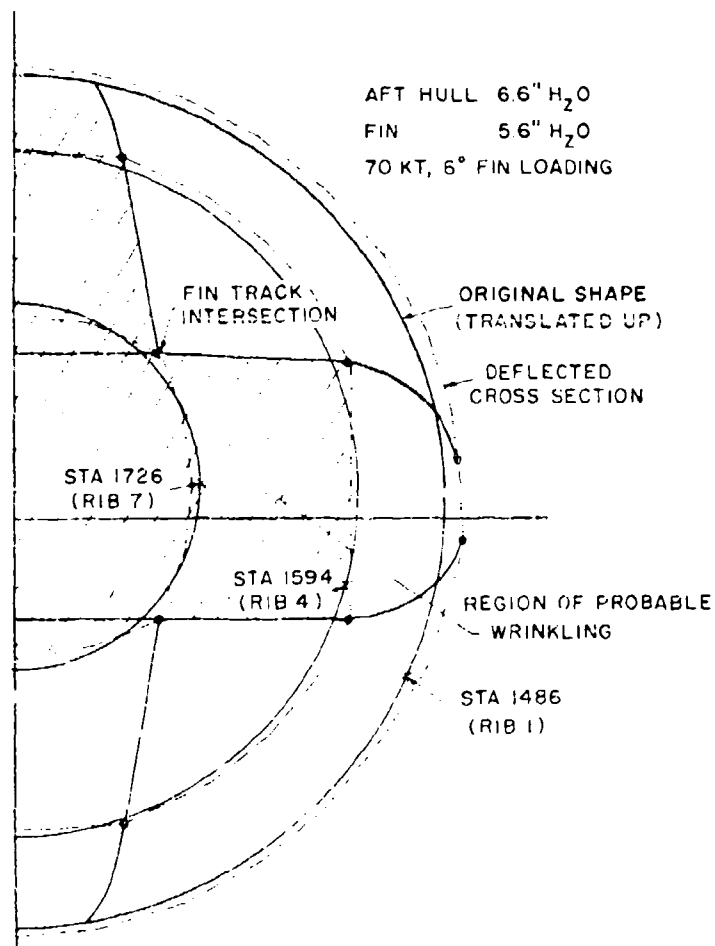 AFT HULL 6.6" H₂O
FIN 5.6" H₂O
70 KT, 6° FIN LOADING
FIN TRACK
INTERSECTION
ORIGINAL SHAPE
(TRANSLATED UP)
DEFLECTED
CROSS SECTION
STA 1726
(RIB 7)
STA 1594
(RIB 4)
REGION OF PROBABLE
WRINKLING
STA 1486
(RIB 1)